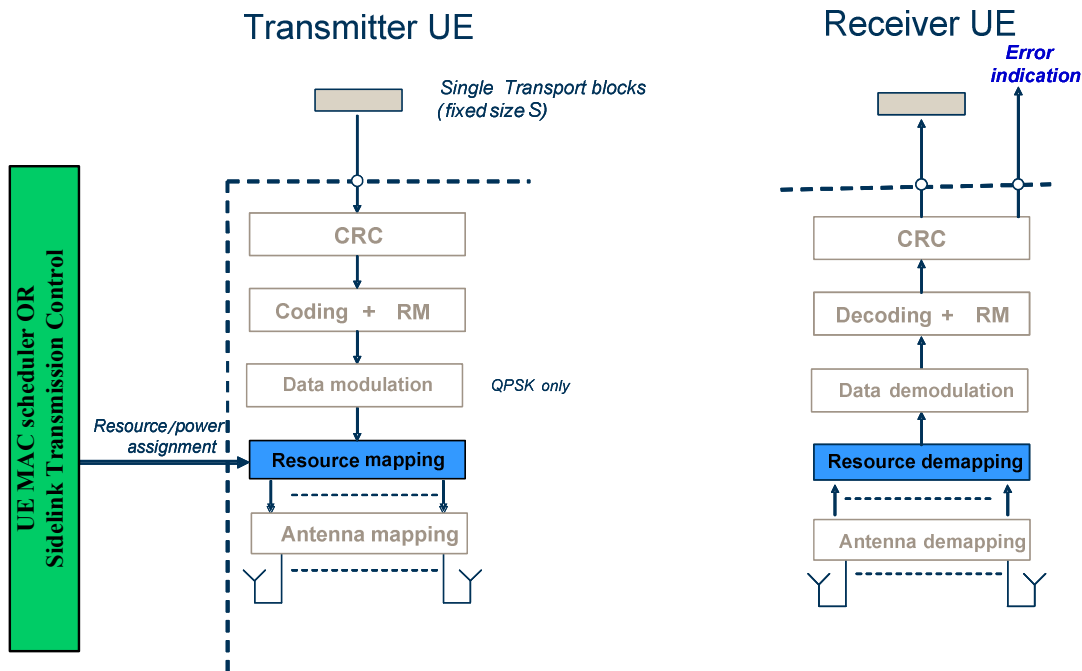 Transmitter UE
Receiver UE
Error
indication
Single Transport blocks
(fixed size S)
UE MAC scheduler OR
Sidelink Transmission Control
CRC
CRC
Coding + RM
Decoding + RM
Data modulation
QPSK only
Data demodulation
Resource/power
assignment
Resource mapping
Resource demapping
Antenna mapping
Antenna demapping